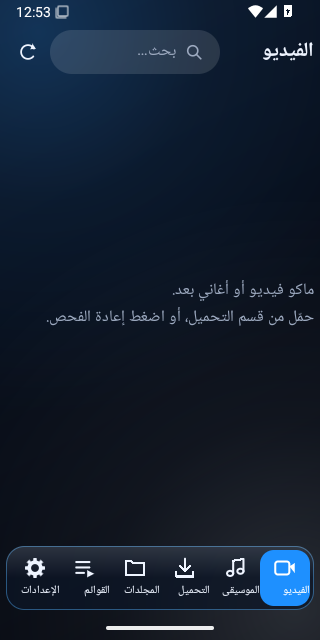 12:53
الفيديو
بحث...
ماكو فيديو أو أغاني بعد.
حمّل من قسم التحميل، أو اضغط إعادة الفحص.
الفيديو
الموسيقى
التحميل
المجلدات
القوائم
الإعدادات